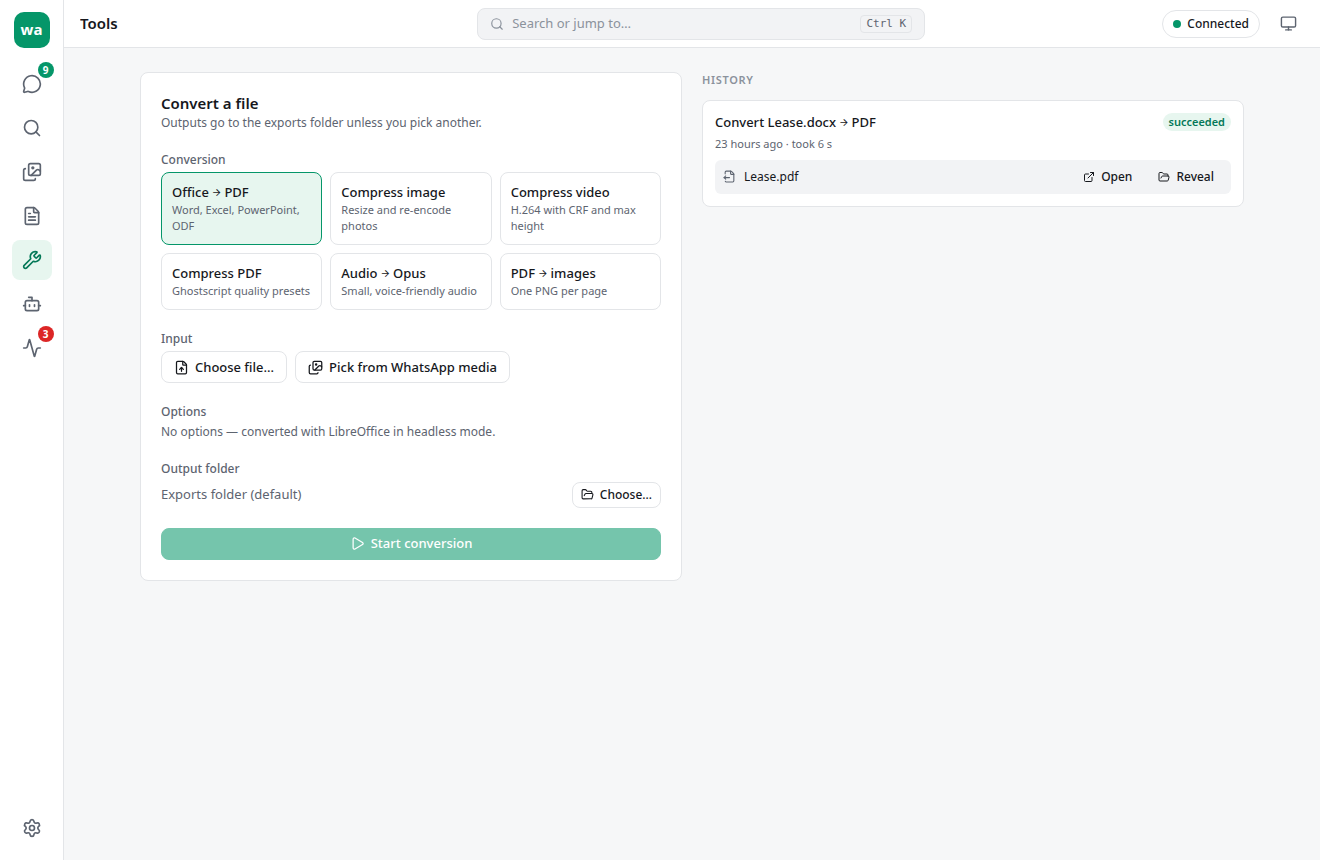 wa
Tools
Search or jump to...
Ctrl K
Connected
9
3
Convert a file
Outputs go to the exports folder unless you pick another.
Conversion
Office → PDF
Word, Excel, PowerPoint,
ODF
Compress image
Resize and re-encode
photos
Compress video
H.264 with CRF and max
height
Compress PDF
Ghostscript quality presets
Audio → Opus
Small, voice-friendly audio
PDF → images
One PNG per page
Input
Choose file...
Pick from WhatsApp media
Options
No options — converted with LibreOffice in headless mode.
Output folder
Exports folder (default)
Choose...
Start conversion
HISTORY
Convert Lease.docx → PDF
succeeded
23 hours ago · took 6 s
Lease.pdf
Open
Reveal